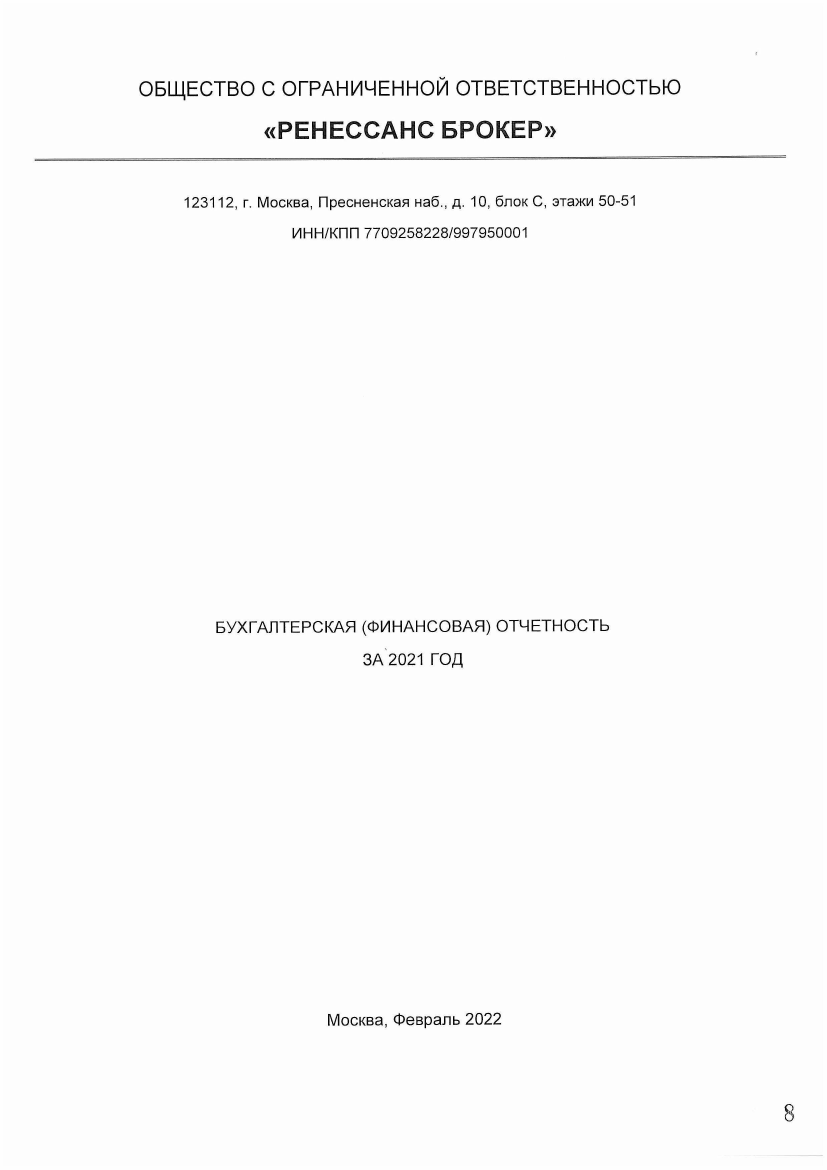 ОБЩЕСТВО С ОГРАНИЧЕННОЙ ОТВЕТСТВЕННОСТЬЮ
«РЕНЕССАНС БРОКЕР»
123112, г. Москва, Пресненская наб., д. 10, блок С, этажи 50-51
ИНН/КПП 7709258228/997950001
БУХГАЛТЕРСКАЯ (ФИНАНСОВАЯ) ОТЧЕТНОСТЬ
ЗА 2021 ГОД
Москва, Февраль 2022
8